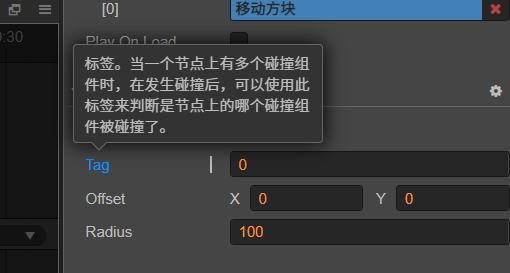 [0]
移动方块
9:30
Play On Load
标签。当一个节点上有多个碰撞组
件时，在发生碰撞后，可以使用此
标签来判断是节点上的哪个碰撞组
件被碰撞了。
Tag
0
Offset
X
0
Y
0
Radius
100